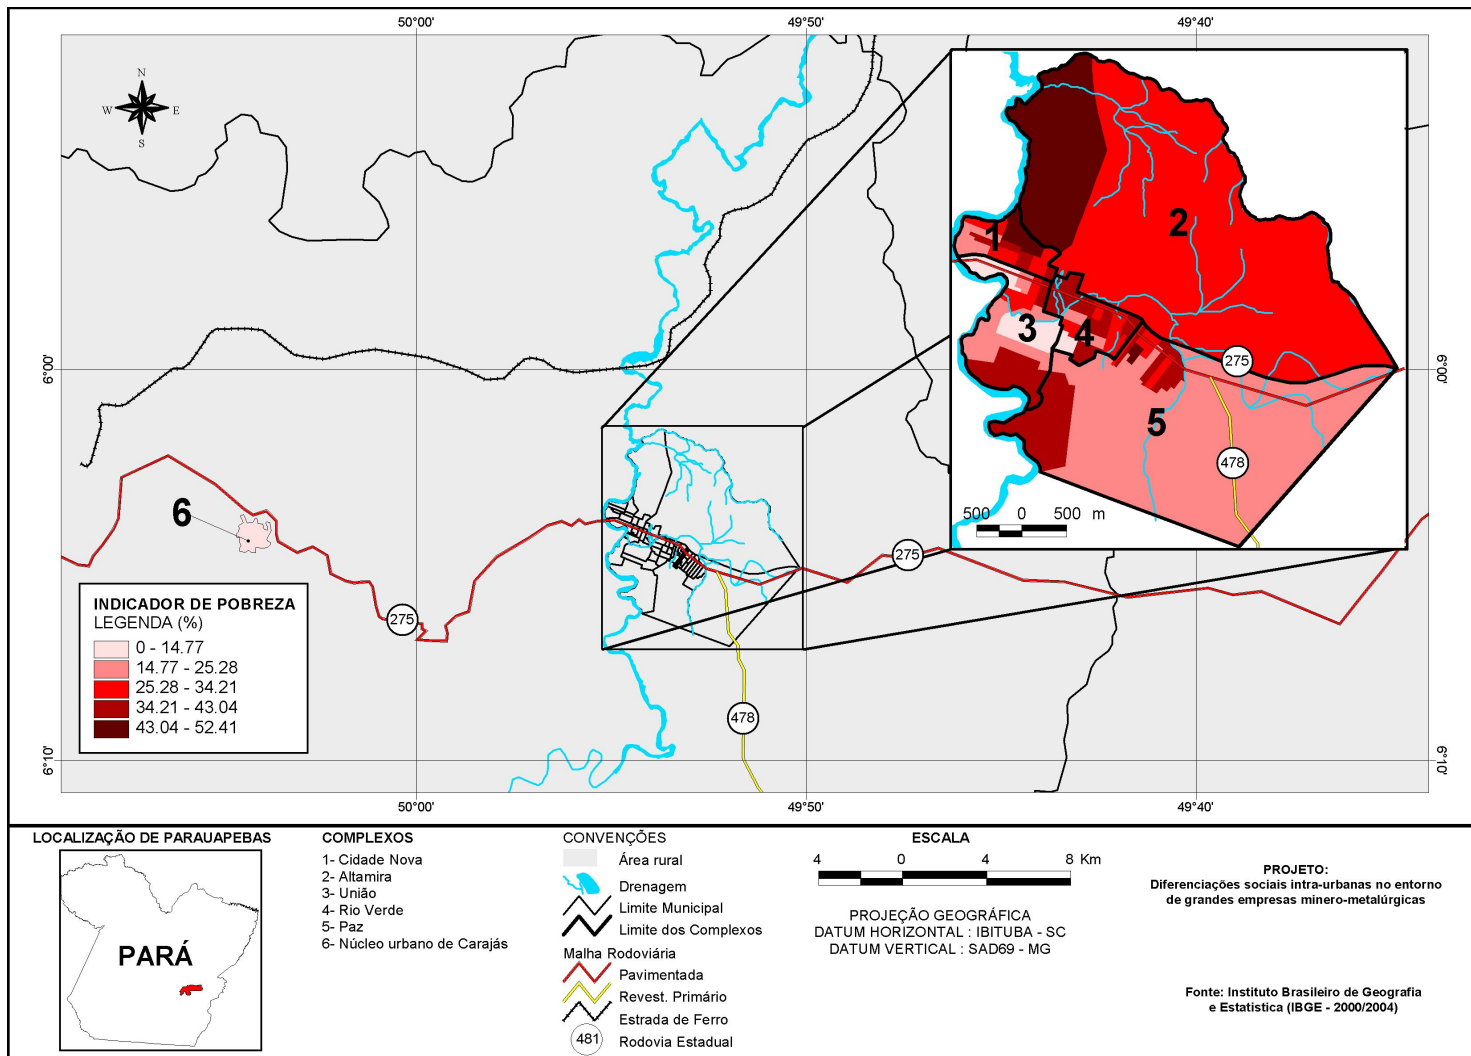 50°00'
49°50'
49°40'
N
W
E
S
1
2
3
4
5
275
478
500 0 500 m
6°00'
6°00'
6
275
275
478
INDICADOR DE POBREZA
LEGENDA (%)
0 - 14.77
14.77 - 25.28
25.28 - 34.21
34.21 - 43.04
43.04 - 52.41
6°10'
6°10'
50°00'
49°50'
49°40'
LOCALIZAÇÃO DE PARAUAPEBAS
PARÁ
COMPLEXOS
1- Cidade Nova
2- Altamira
3- União
4- Rio Verde
5- Paz
6- Núcleo urbano de Carajás
CONVENÇÕES
Área rural
Drenagem
Limite Municipal
Limite dos Complexos
Malha Rodoviária
Pavimentada
Revest. Primário
Estrada de Ferro
481
Rodovia Estadual
ESCALA
4 0 4 8 Km
PROJEÇÃO GEOGRÁFICA
DATUM HORIZONTAL : IBITUBA - SC
DATUM VERTICAL : SAD69 - MG
PROJETO:
Diferenciações sociais intra-urbanas no entorno
de grandes empresas minero-metalúrgicas
Fonte: Instituto Brasileiro de Geografia
e Estatística (IBGE - 2000/2004)